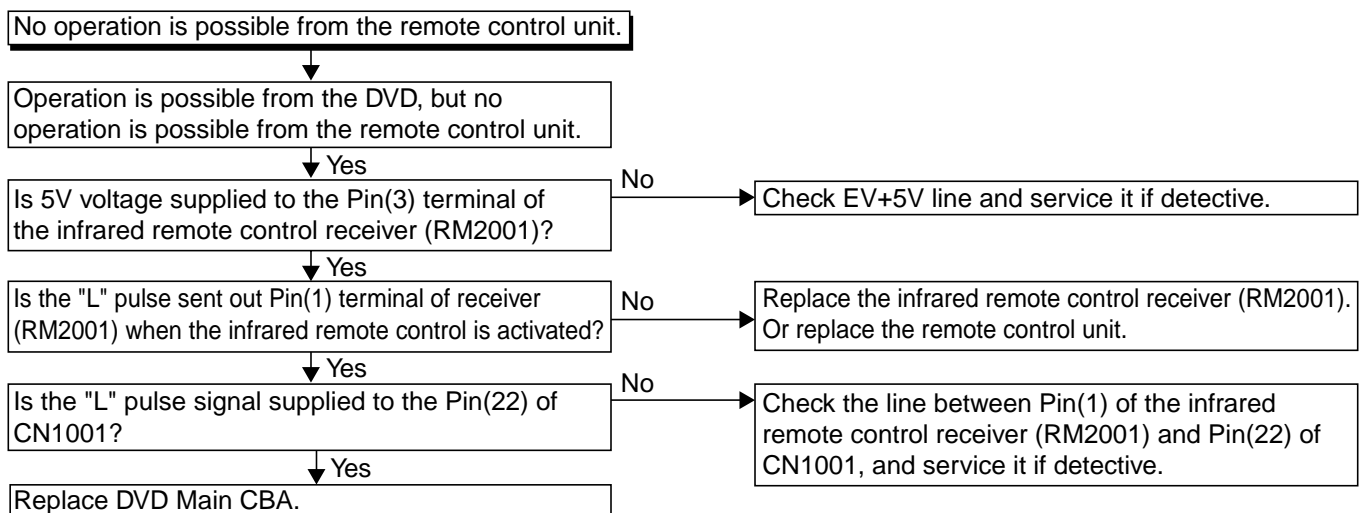 No operation is possible from the remote control unit.
Operation is possible from the DVD, but no
operation is possible from the remote control unit.
Yes
Is 5V voltage supplied to the Pin(3) terminal of
the infrared remote control receiver (RM2001)?
No
Check EV+5V line and service it if detective.
Yes
Is the "L" pulse sent out Pin(1) terminal of receiver
(RM2001) when the infrared remote control is activated?
No
Replace the infrared remote control receiver (RM2001).
Or replace the remote control unit.
Yes
Is the "L" pulse signal supplied to the Pin(22) of
CN1001?
No
Check the line between Pin(1) of the infrared
remote control receiver (RM2001) and Pin(22) of
CN1001, and service it if detective.
Yes
Replace DVD Main CBA.